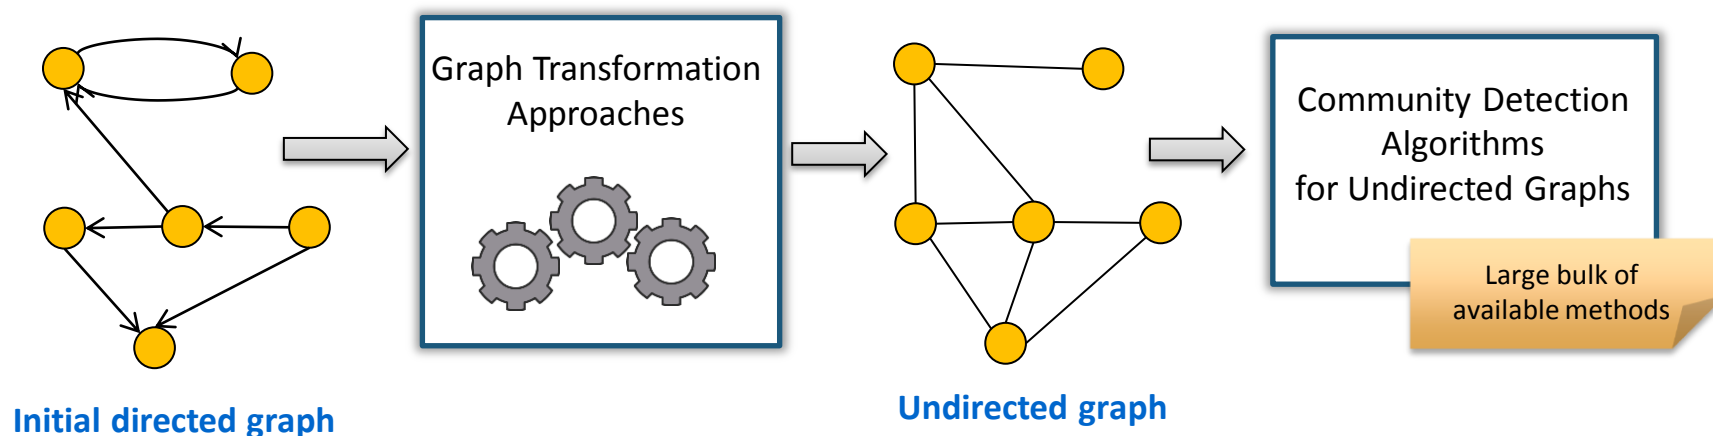 Graph Transformation
Approaches
Community Detection
Algorithms
for Undirected Graphs
Large bulk of
available methods
Initial directed graph
Undirected graph